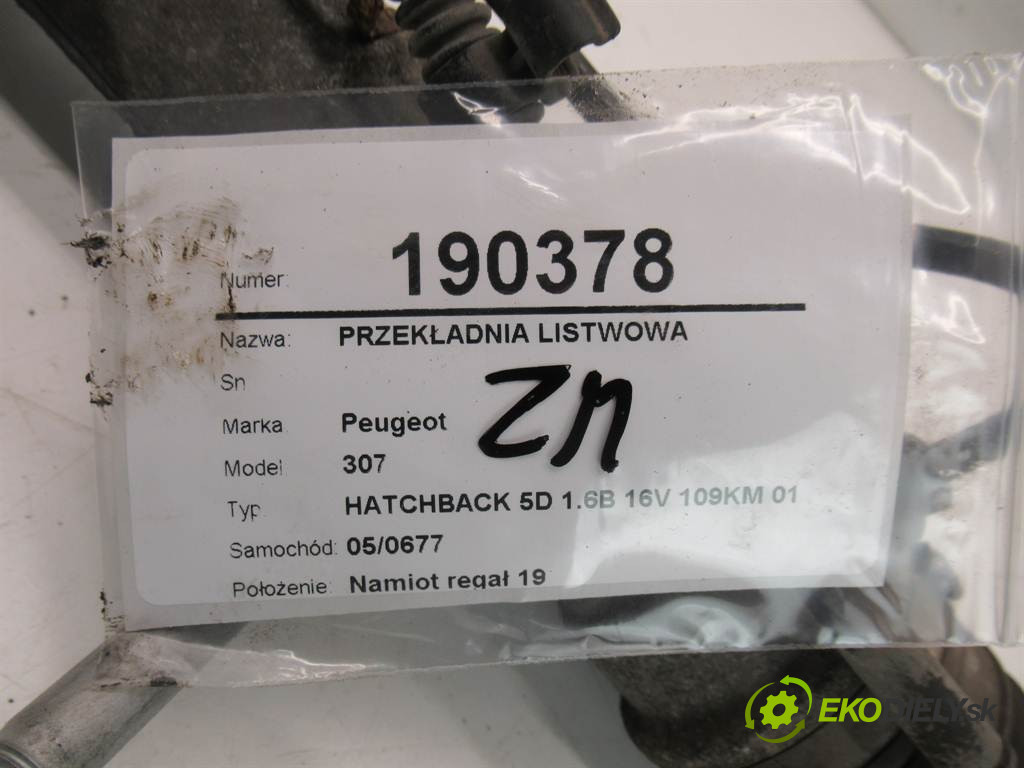 Numer: 190378
Nazwa: PRZEKŁADNIA LISTWOWA
Sn
Marka Peugeot
Model 307
Typ HATCHBACK 5D 1.6B 16V 109KM 01
Samochód: 05/0677
Położenie: Namiot regał 19
EKODIELY.sk